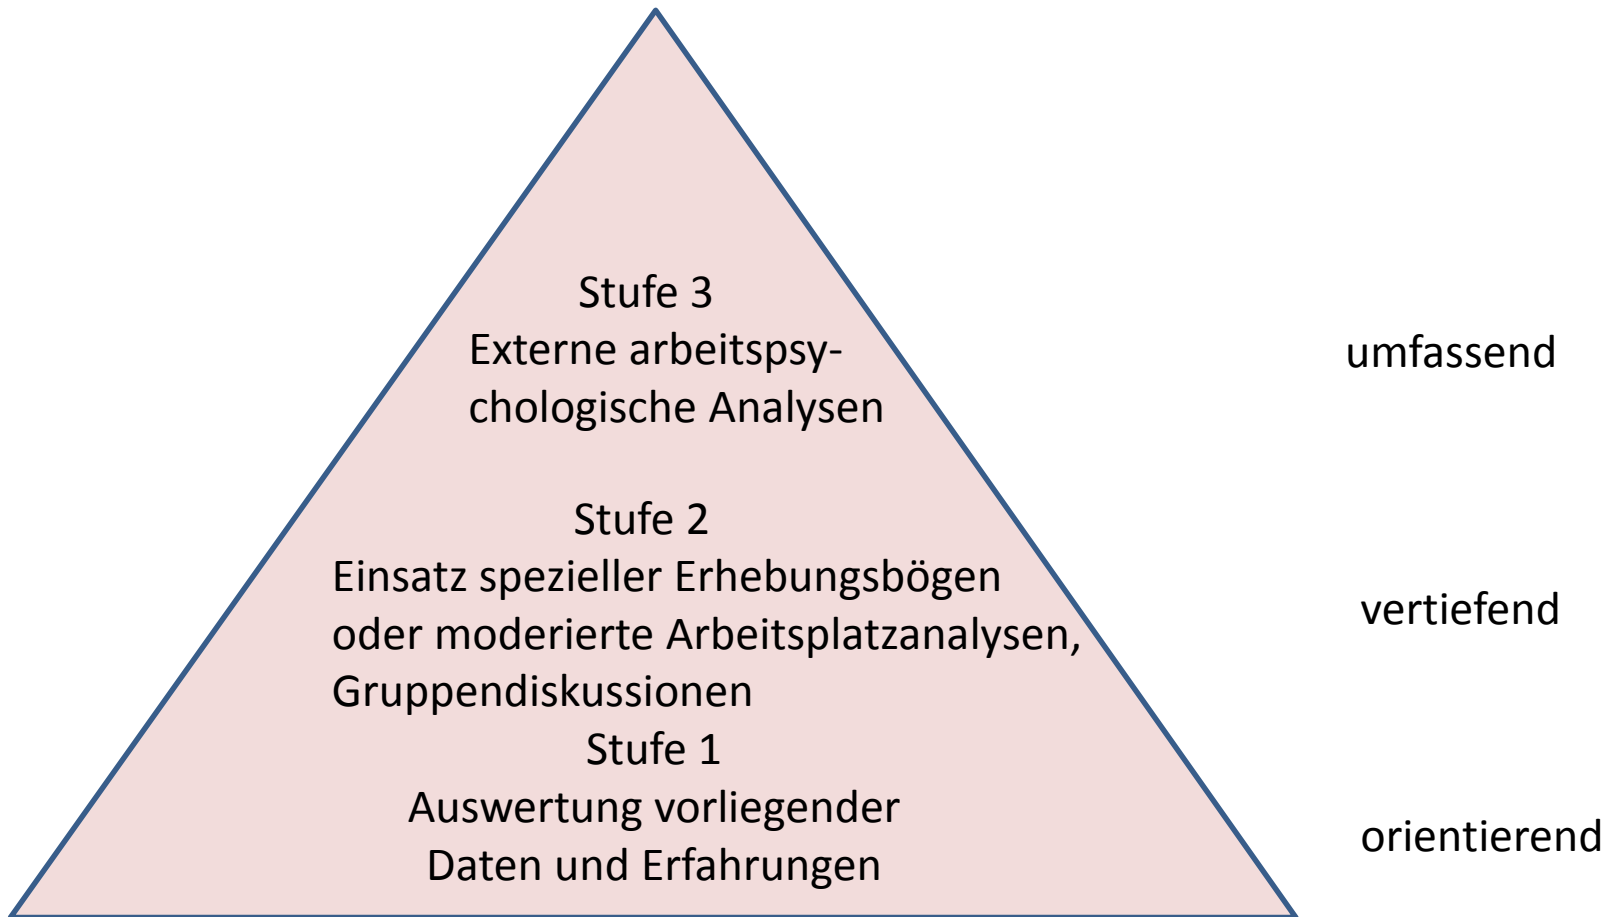 Stufe 3
Externe arbeitspsy-
chologische Analysen
umfassend
Stufe 2
Einsatz spezieller Erhebungsbögen
oder moderierte Arbeitsplatzanalysen,
Gruppendiskussionen
vertiefend
Stufe 1
Auswertung vorliegender
Daten und Erfahrungen
orientierend